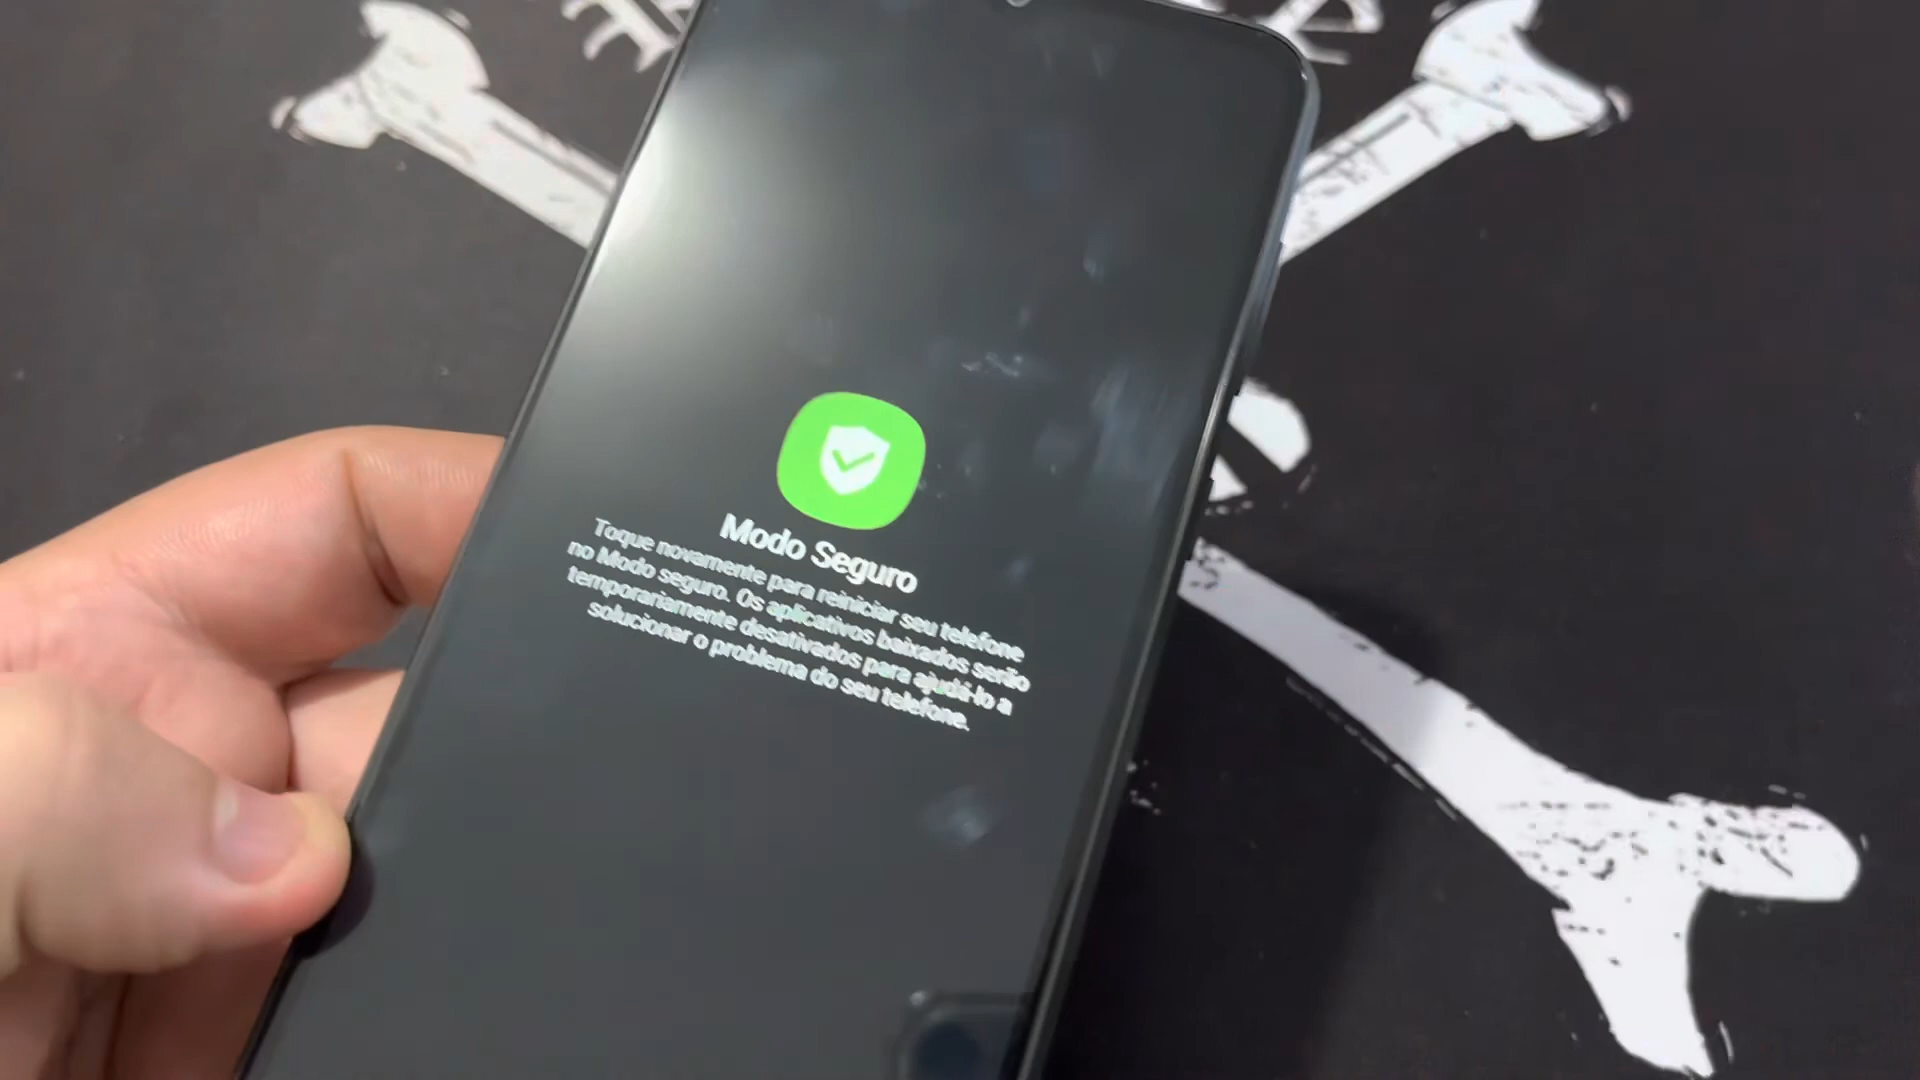 Modo Seguro
Toque novamente para reiniciar seu telefone
no Modo seguro. Os aplicativos baixados serão
temporariamente desativados para ajudá-lo a
solucionar o problema do seu telefone.